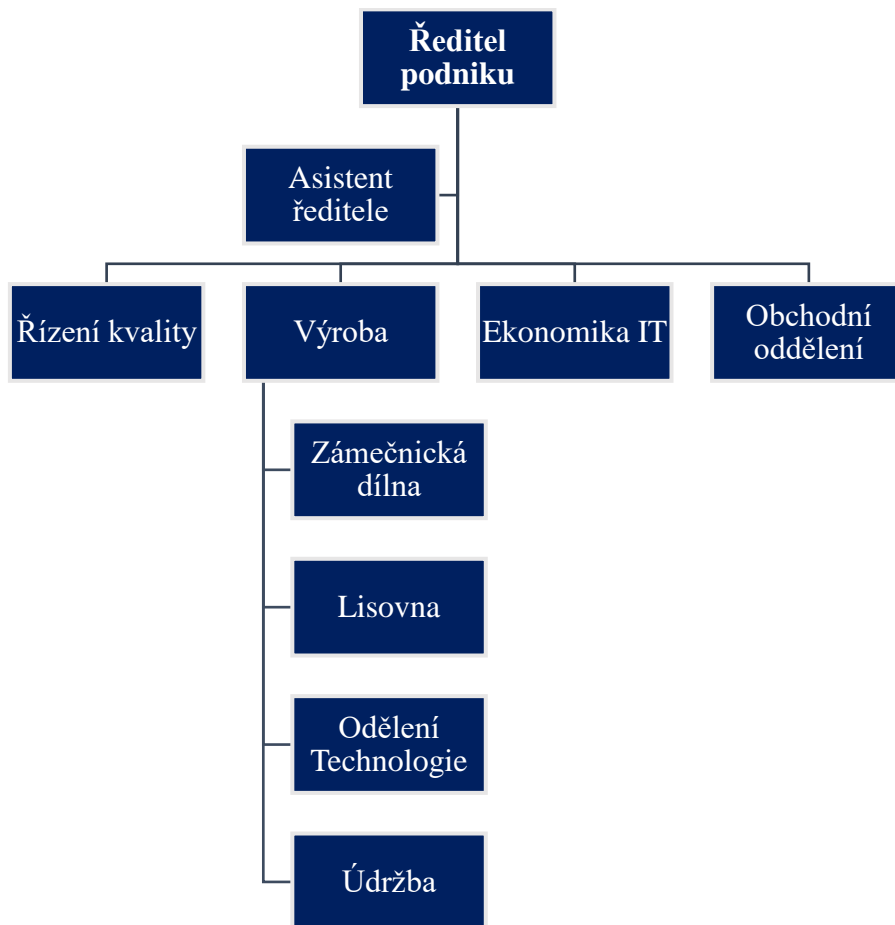 Ředitel
podniku
Asistent
ředitele
Řízení kvality
Výroba
Ekonomika IT
Obchodní
oddělení
Zámečnická
dílna
Lisovna
Odělení
Technologie
Údržba